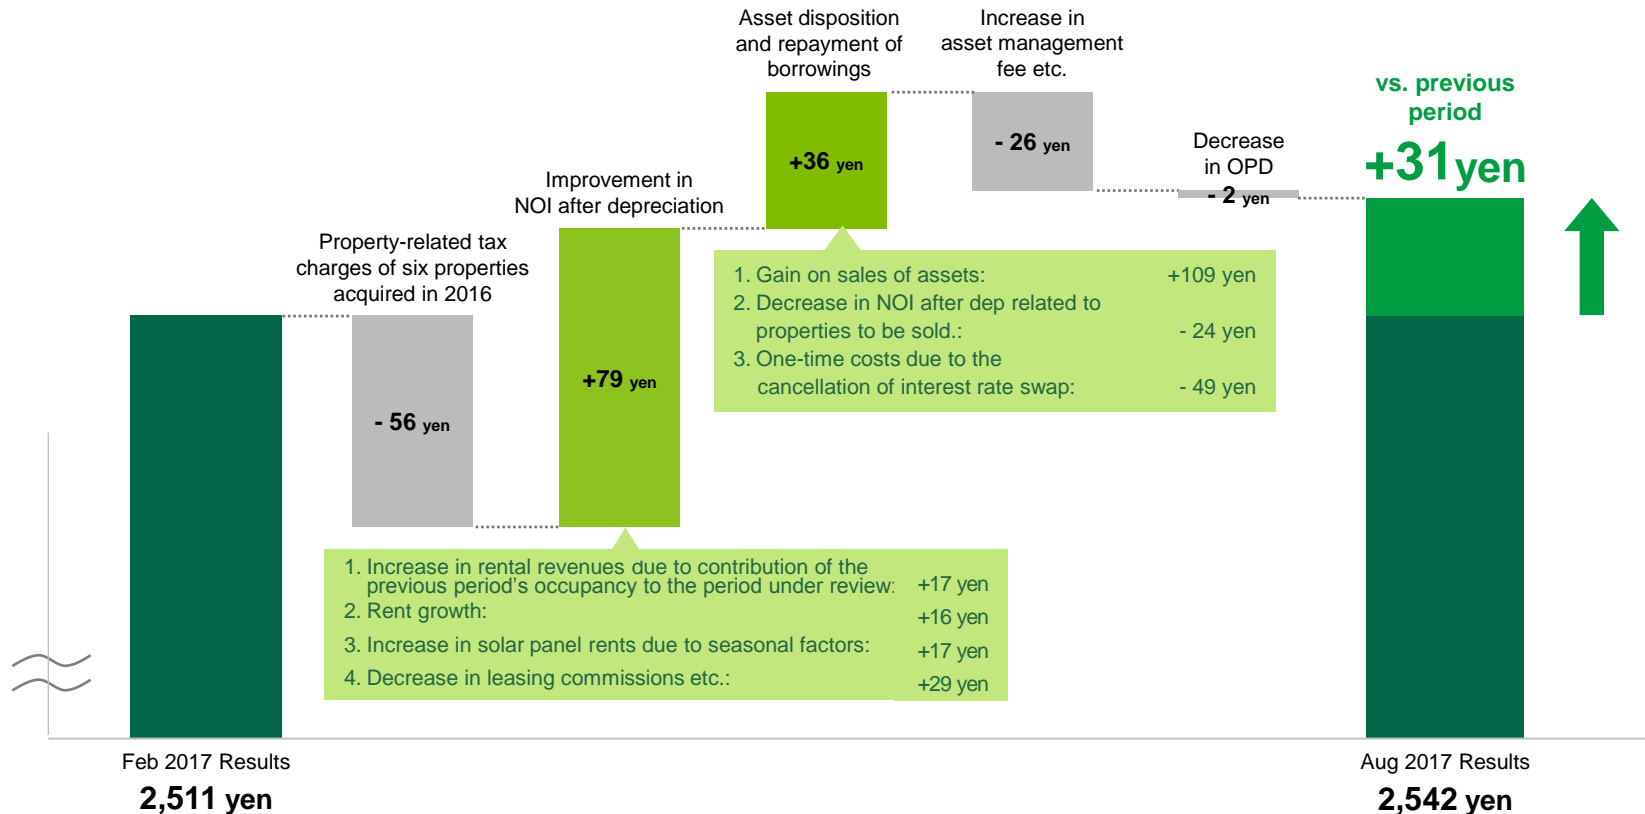 Asset disposition
and repayment of
borrowings
Increase in
asset management
fee etc.
vs. previous
period
+31 yen
+36 yen
- 26 yen
Decrease
in OPD
- 2 yen
Improvement in
NOI after depreciation
Property-related tax
charges of six properties
acquired in 2016
1. Gain on sales of assets: +109 yen
2. Decrease in NOI after dep related to
properties to be sold.: - 24 yen
3. One-time costs due to the
cancellation of interest rate swap: - 49 yen
+79 yen
- 56 yen
1. Increase in rental revenues due to contribution of the
previous period's occupancy to the period under review: +17 yen
2. Rent growth: +16 yen
3. Increase in solar panel rents due to seasonal factors: +17 yen
4. Decrease in leasing commissions etc.: +29 yen
Feb 2017 Results
2,511 yen
Aug 2017 Results
2,542 yen